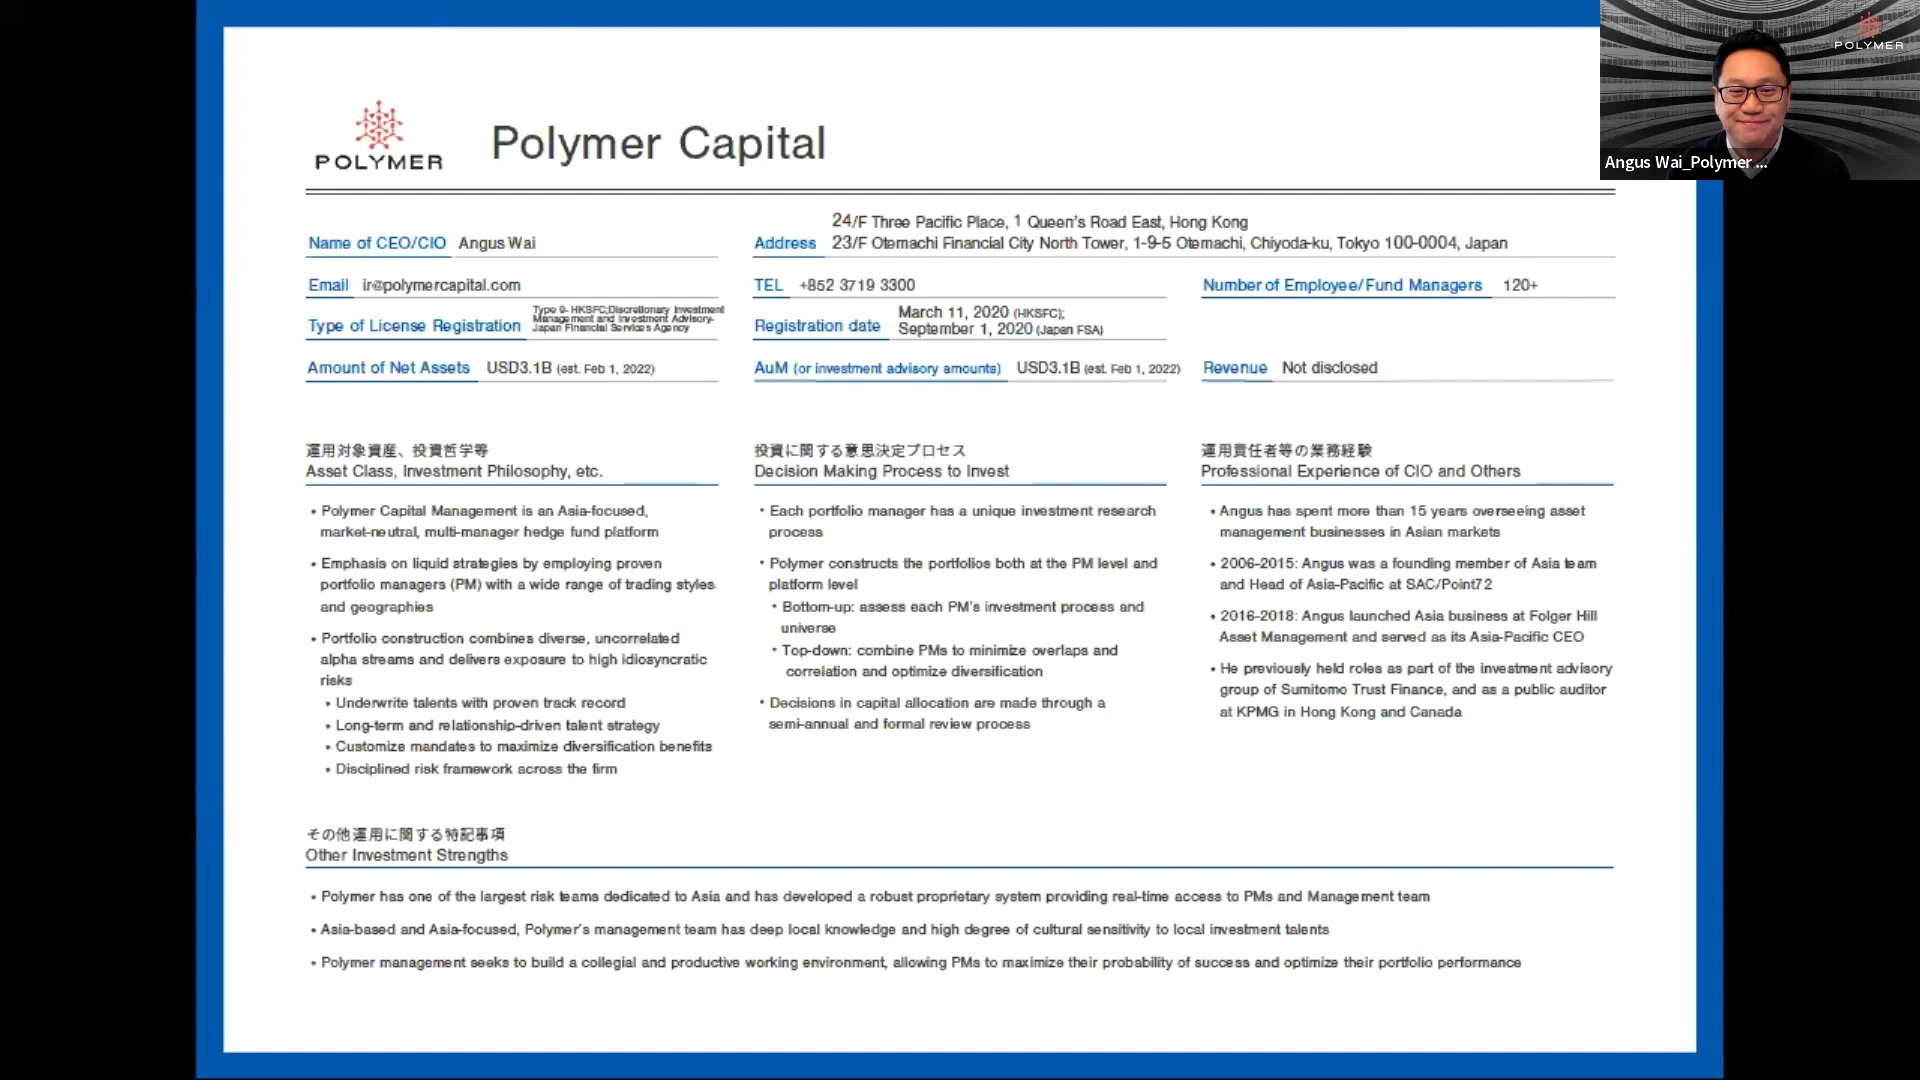 POLYMER
Polymer Capital
POLYMER
Angus Wai_Polymer ...
Name of CEO/CIO Angus Wai
Address 24/F Three Pacific Place, 1 Queen's Road East, Hong Kong
23/F Otemachi Financial City North Tower, 1-9-5 Otemachi, Chiyoda-ku, Tokyo 100-0004, Japan
Email ir@polymercapital.com
TEL +852 3719 3300
Number of Employee/Fund Managers 120+
Type of License Registration Type 9- HKSFC;Discretionary Investment
Management and Investment Advisory-
Japan Financial Services Agency
Registration date March 11, 2020 (HKSFC);
September 1, 2020 (Japan FSA)
Amount of Net Assets USD3.1B (est. Feb 1, 2022)
AuM (or investment advisory amounts) USD3.1B (est. Feb 1, 2022)
Revenue Not disclosed
運用対象資産、投資哲学等
Asset Class, Investment Philosophy, etc.
• Polymer Capital Management is an Asia-focused,
market-neutral, multi-manager hedge fund platform
• Emphasis on liquid strategies by employing proven
portfolio managers (PM) with a wide range of trading styles
and geographies
• Portfolio construction combines diverse, uncorrelated
alpha streams and delivers exposure to high idiosyncratic
risks
• Underwrite talents with proven track record
• Long-term and relationship-driven talent strategy
• Customize mandates to maximize diversification benefits
• Disciplined risk framework across the firm
投資に関する意思決定プロセス
Decision Making Process to Invest
• Each portfolio manager has a unique investment research
process
• Polymer constructs the portfolios both at the PM level and
platform level
• Bottom-up: assess each PM's investment process and
universe
• Top-down: combine PMs to minimize overlaps and
correlation and optimize diversification
• Decisions in capital allocation are made through a
semi-annual and formal review process
運用責任者等の業務経験
Professional Experience of CIO and Others
• Angus has spent more than 15 years overseeing asset
management businesses in Asian markets
• 2006-2015: Angus was a founding member of Asia team
and Head of Asia-Pacific at SAC/Point72
• 2016-2018: Angus launched Asia business at Folger Hill
Asset Management and served as its Asia-Pacific CEO
• He previously held roles as part of the investment advisory
group of Sumitomo Trust Finance, and as a public auditor
at KPMG in Hong Kong and Canada
その他運用に関する特記事項
Other Investment Strengths
• Polymer has one of the largest risk teams dedicated to Asia and has developed a robust proprietary system providing real-time access to PMs and Management team
• Asia-based and Asia-focused, Polymer's management team has deep local knowledge and high degree of cultural sensitivity to local investment talents
• Polymer management seeks to build a collegial and productive working environment, allowing PMs to maximize their probability of success and optimize their portfolio performance